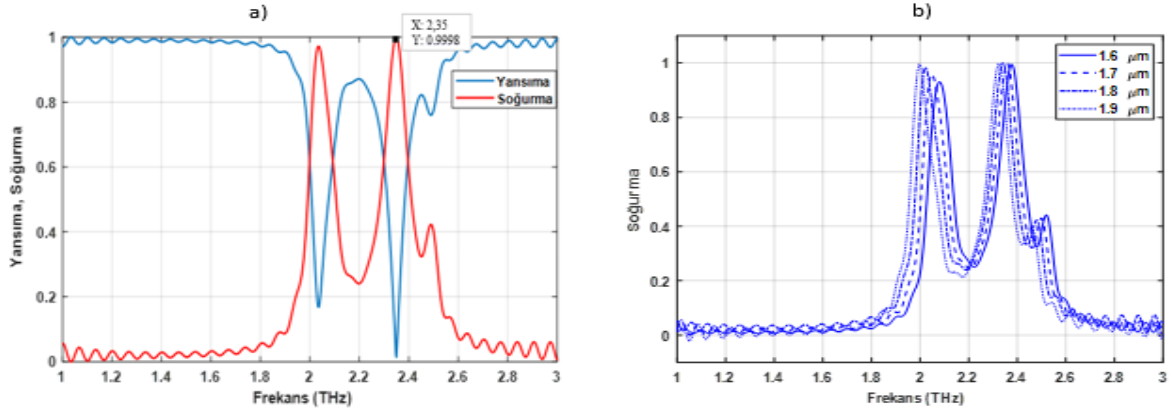 a)
X: 2,35
Y: 0.9998
Yansıma
Soğurma
Yansıma, Soğurma
1
0.8
0.6
0.4
0.2
0
1 1.2 1.4 1.6 1.8 2 2.2 2.4 2.6 2.8 3
Frekans (THz)
b)
1.6 μm
1.7 μm
1.8 μm
1.9 μm
Soğurma
1
0.8
0.6
0.4
0.2
0
1 1.2 1.4 1.6 1.8 2 2.2 2.4 2.6 2.8 3
Frekans (THz)